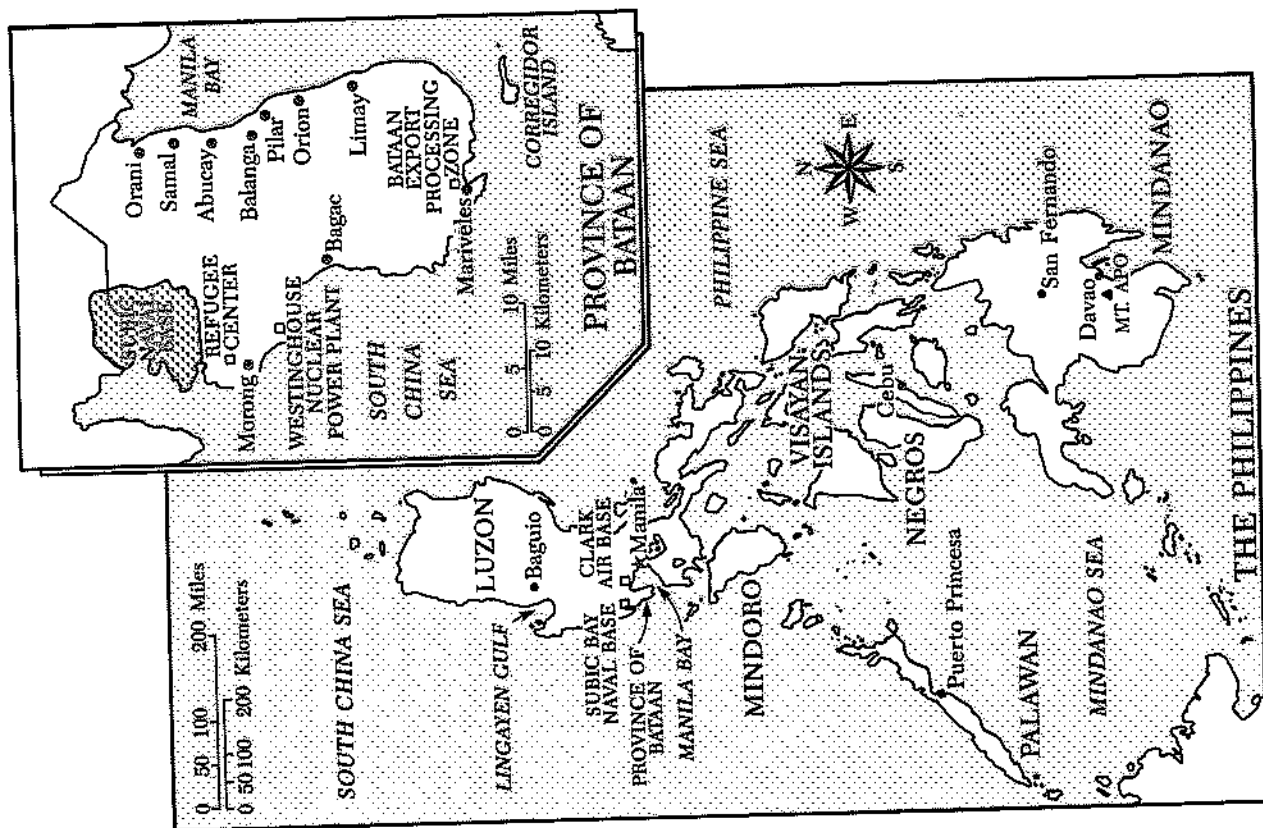 SUBIC
NAVAL
BASE
REFUGEE
CENTER
Morong
WESTINGHOUSE
NUCLEAR
POWER PLANT
SOUTH
CHINA
SEA
0 5 10 Miles
0 5 10 Kilometers
MANILA
BAY
Orani
Samal
Abucay
Balanga
Pilar
Orion
Limay
Bagac
BATAAN
EXPORT
PROCESSING
ZONE
Mariveles
CORREGIDOR
ISLAND
PROVINCE OF
BATAAN
0 50 100 200 Miles
0 50 100 200 Kilometers
SOUTH CHINA SEA
LUZON
Baguio
LINGAYEN GULF
CLARK
AIR BASE
SUBIC BAY
NAVAL BASE
Manila
PROVINCE OF
BATAAN
MANILA BAY
MINDORO
PHILIPPINE SEA
N
W E
S
VISAYAN
ISLANDS
Cebu
NEGROS
Puerto Princesa
PALAWAN
MINDANAO SEA
San Fernando
Davao
MT. APO
MINDANAO
THE PHILIPPINES